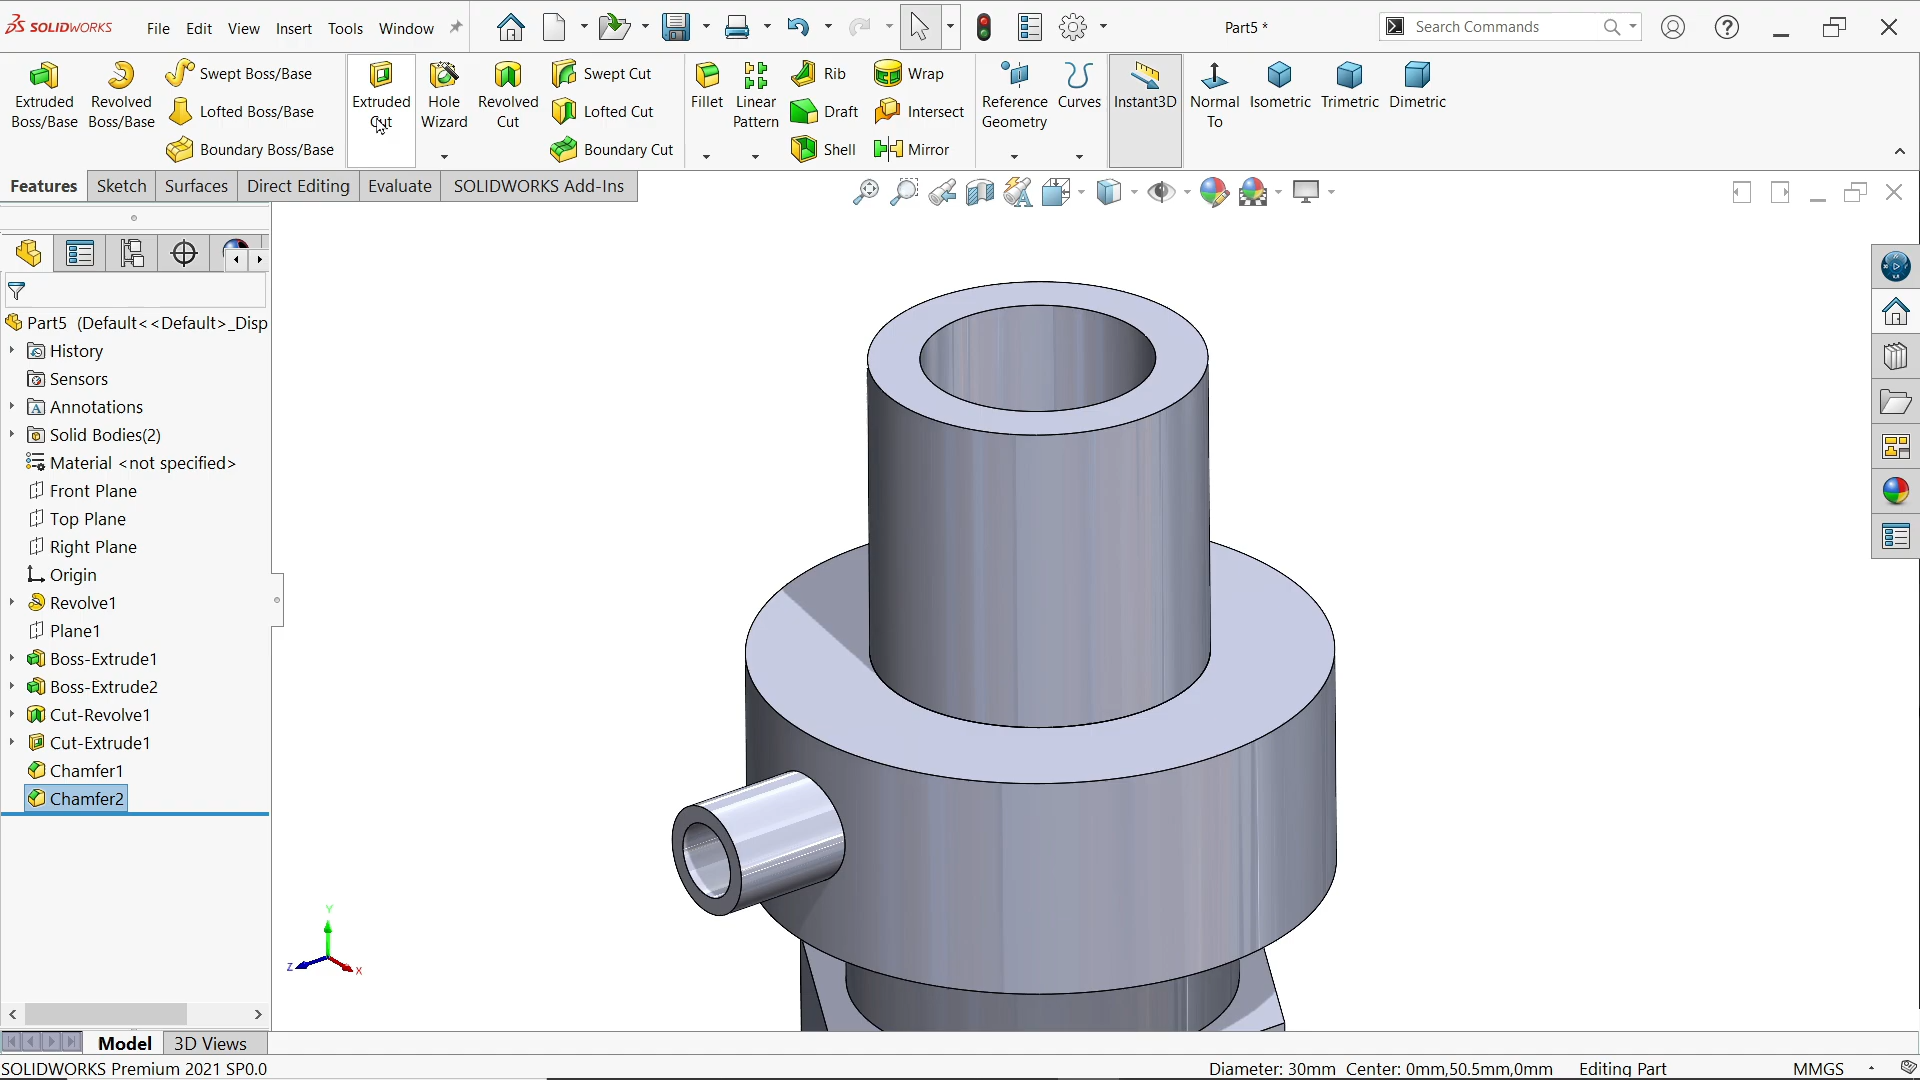 SOLIDWORKS File Edit View Insert Tools Window Part5 * Search Commands
Extruded Boss/Base
Revolved Boss/Base
Swept Boss/Base
Lofted Boss/Base
Boundary Boss/Base
Extruded Cut
Hole Wizard
Revolved Cut
Swept Cut
Lofted Cut
Boundary Cut
Fillet
Linear Pattern
Rib
Draft
Shell
Wrap
Intersect
Mirror
Reference Geometry
Curves
Instant3D
Normal To
Isometric
Trimetric
Dimetric
Features Sketch Surfaces Direct Editing Evaluate SOLIDWORKS Add-Ins
Part5 (Default<<Default>_Disp
History
Sensors
Annotations
Solid Bodies(2)
Material <not specified>
Front Plane
Top Plane
Right Plane
Origin
Revolve1
Plane1
Boss-Extrude1
Boss-Extrude2
Cut-Revolve1
Cut-Extrude1
Chamfer1
Chamfer2
Y
Z
X
Model 3D Views
SOLIDWORKS Premium 2021 SP0.0 Diameter: 30mm Center: 0mm,50.5mm,0mm Editing Part MMGS